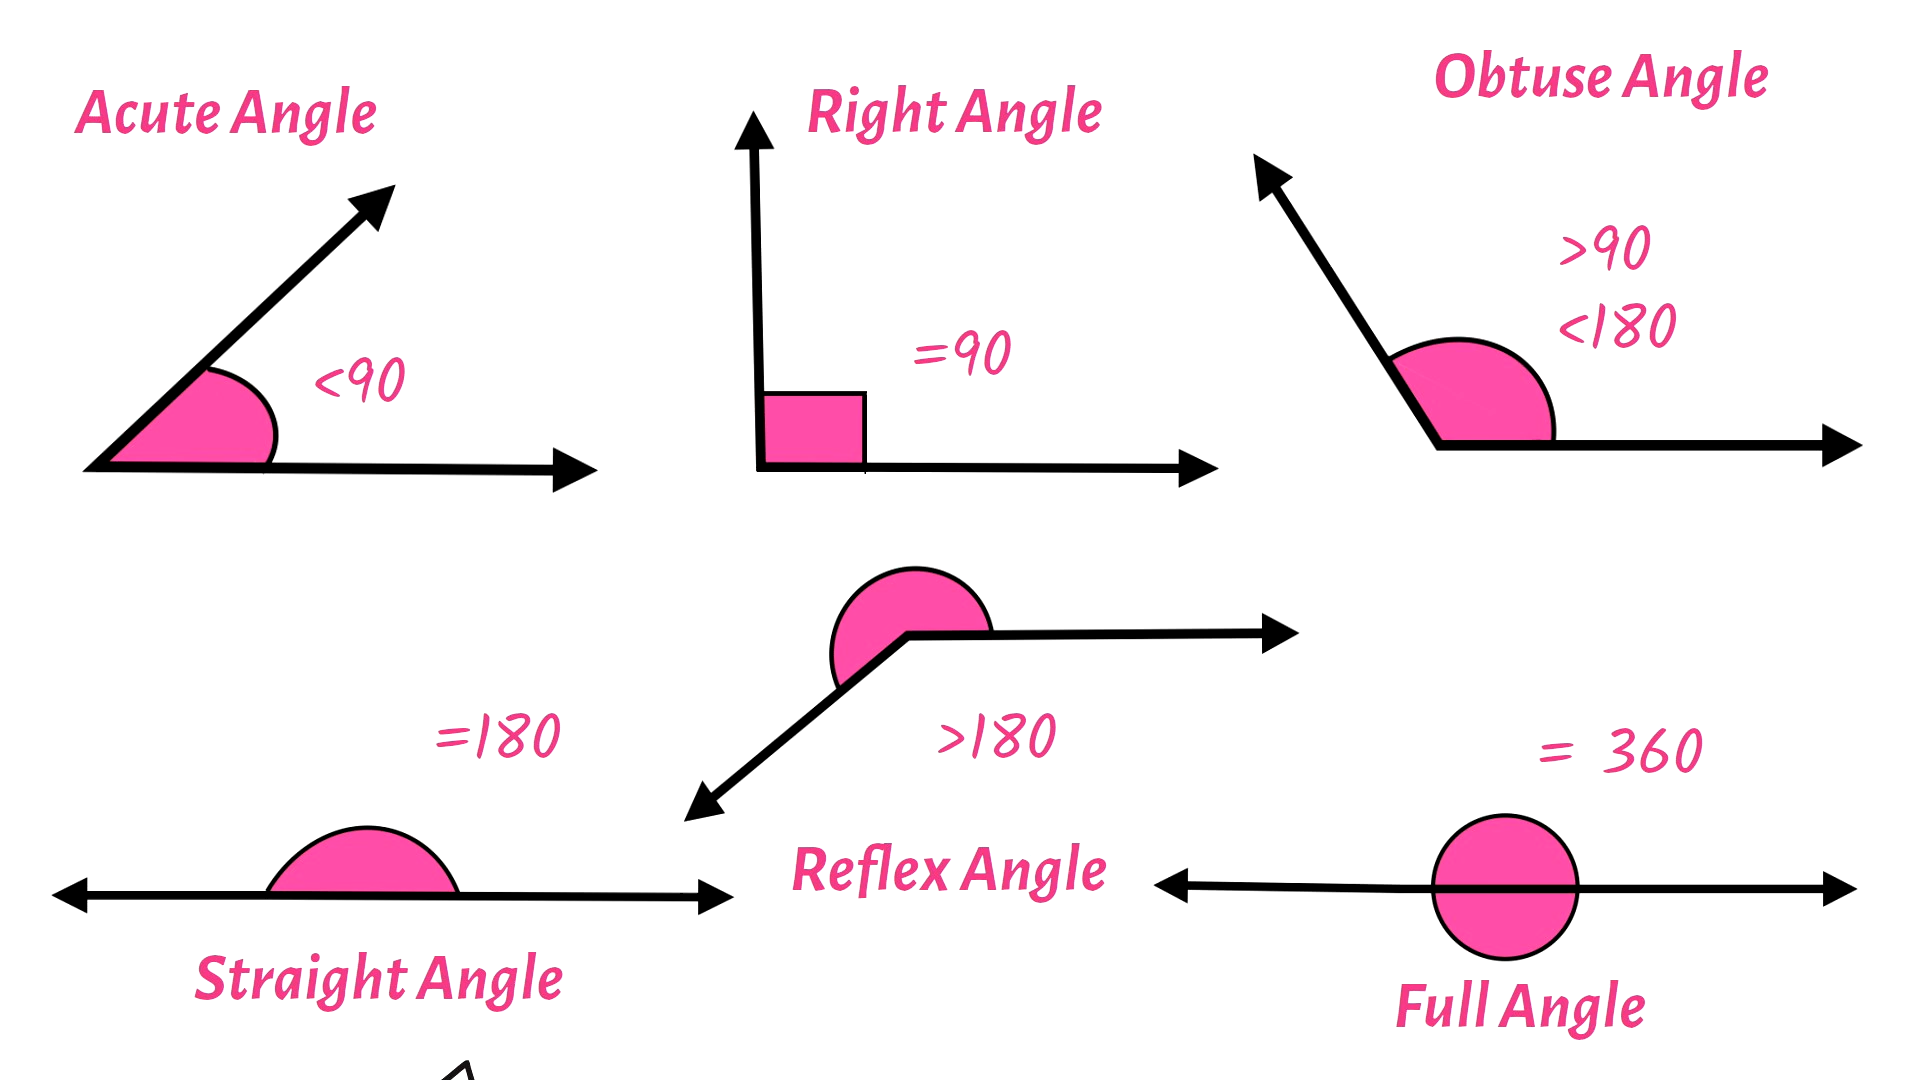 Acute Angle
<90
Right Angle
=90
Obtuse Angle
>90
<180
=180
Straight Angle
>180
Reflex Angle
= 360
Full Angle